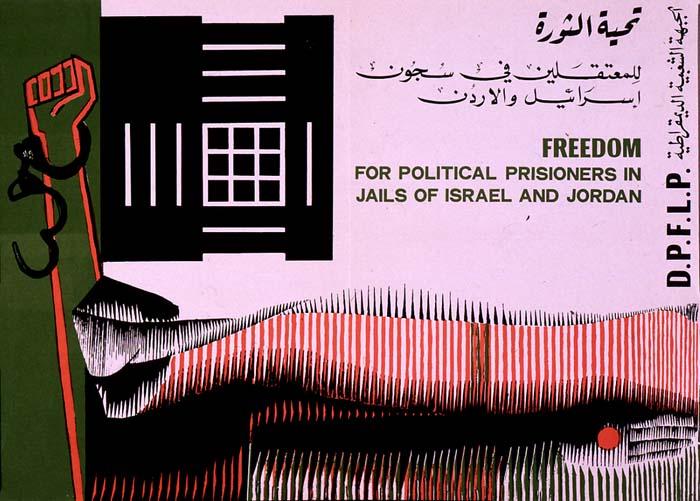 تحية الثورة
للمعتقلين في سجون
إسرائيل والاردن
FREEDOM
FOR POLITICAL PRISIONERS IN
JAILS OF ISRAEL AND JORDAN
D.P.F.L.P. الجبهة الشعبية الديمقراطية